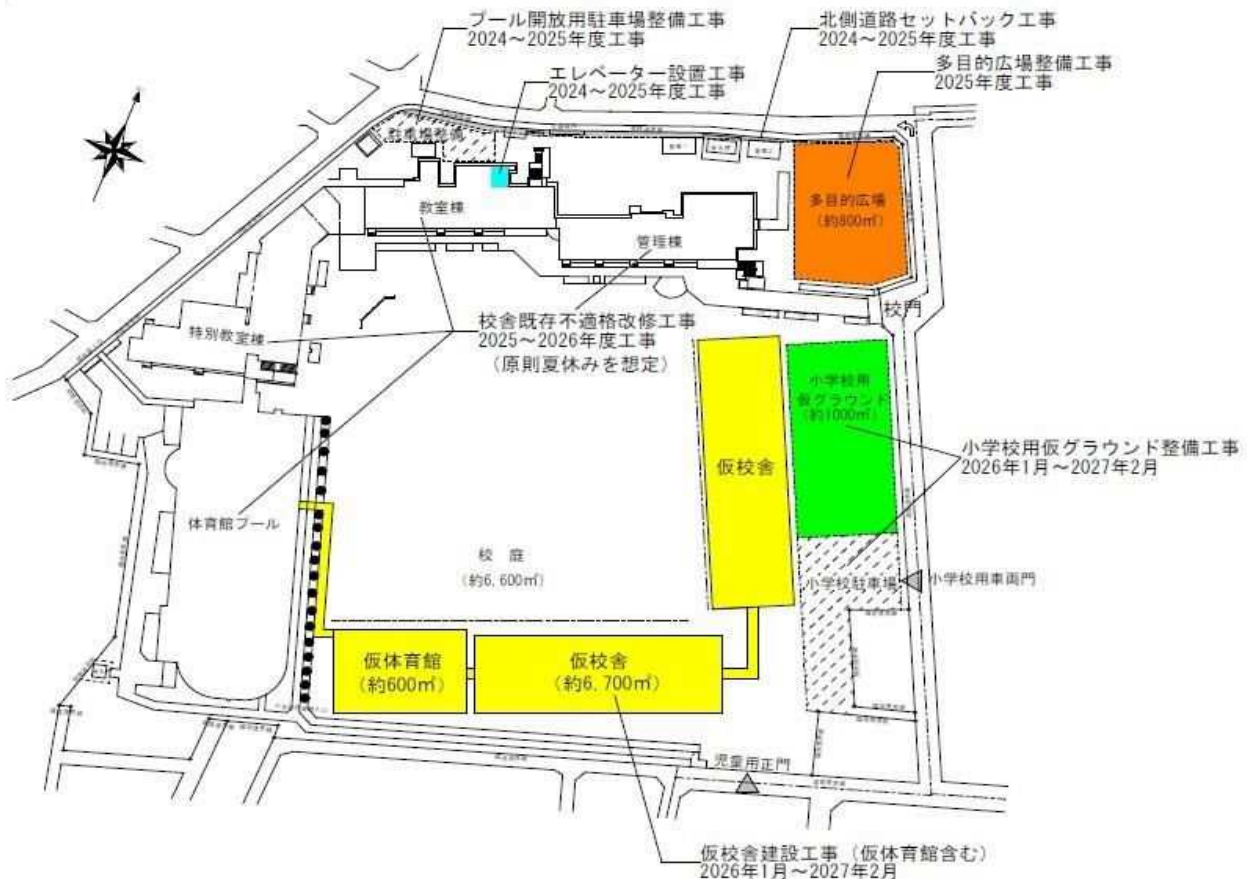 プール開放用駐車場整備工事
2024～2025年度工事
北側道路セットバック工事
2024～2025年度工事
エレベーター設置工事
2024～2025年度工事
多目的広場整備工事
2025年度工事
駐車場整備
教室棟
管理棟
多目的広場
(約800㎡)
特別教室棟
校舎既存不適格改修工事
2025～2026年度工事
(原則夏休みを想定)
校門
小学校用
仮グラウンド
(約1000㎡)
小学校用仮グラウンド整備工事
2026年1月～2027年2月
仮校舎
体育館プール
校 庭
(約6,600㎡)
小学校駐車場
小学校用車両門
仮体育館
(約600㎡)
仮校舎
(約6,700㎡)
児童用正門
仮校舎建設工事（仮体育館含む）
2026年1月～2027年2月